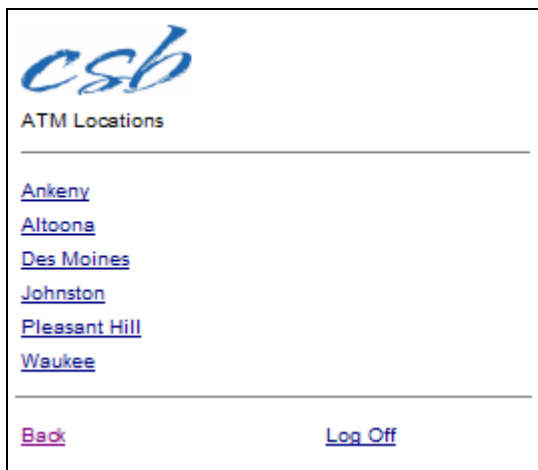 csb
ATM Locations
Ankeny
Altoona
Des Moines
Johnston
Pleasant Hill
Waukee
Back Log Off